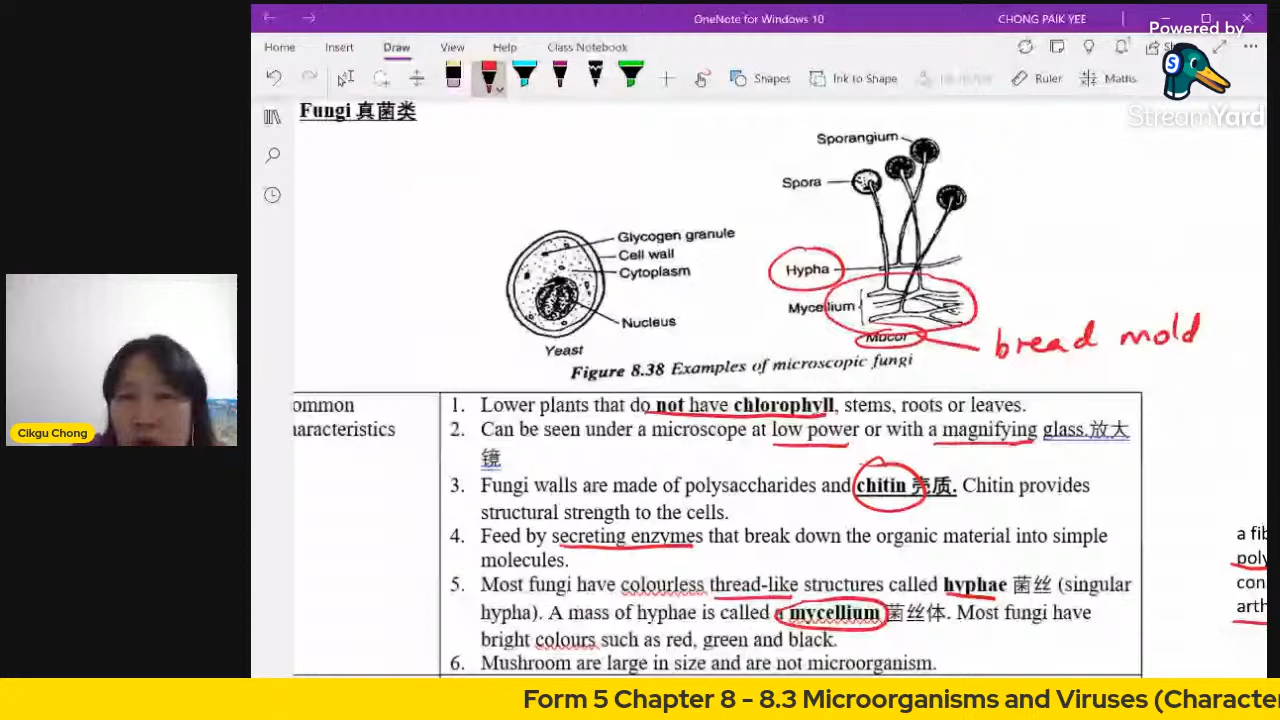 OneNote for Windows 10
CHONG PAIK YEE
Powered by
StreamYard
Home Insert Draw View Help Class Notebook
Shapes Ink to Shape Ruler Maths
Fungi 真菌类
Sporangium
Spora
Glycogen granule
Cell wall
Cytoplasm
Hypha
Mycellium
Nucleus
Mucor
bread mold
Yeast
Figure 8.38 Examples of microscopic fungi
ommon
aracteristics
1. Lower plants that do not have chlorophyll, stems, roots or leaves.
2. Can be seen under a microscope at low power or with a magnifying glass.放大
镜
3. Fungi walls are made of polysaccharides and chitin 壳质. Chitin provides
structural strength to the cells.
4. Feed by secreting enzymes that break down the organic material into simple
molecules.
5. Most fungi have colourless thread-like structures called hyphae 菌丝 (singular
hypha). A mass of hyphae is called a mycellium 菌丝体. Most fungi have
bright colours such as red, green and black.
6. Mushroom are large in size and are not microorganism.
a fib
poly
con
arth
Cikgu Chong
Form 5 Chapter 8 - 8.3 Microorganisms and Viruses (Character